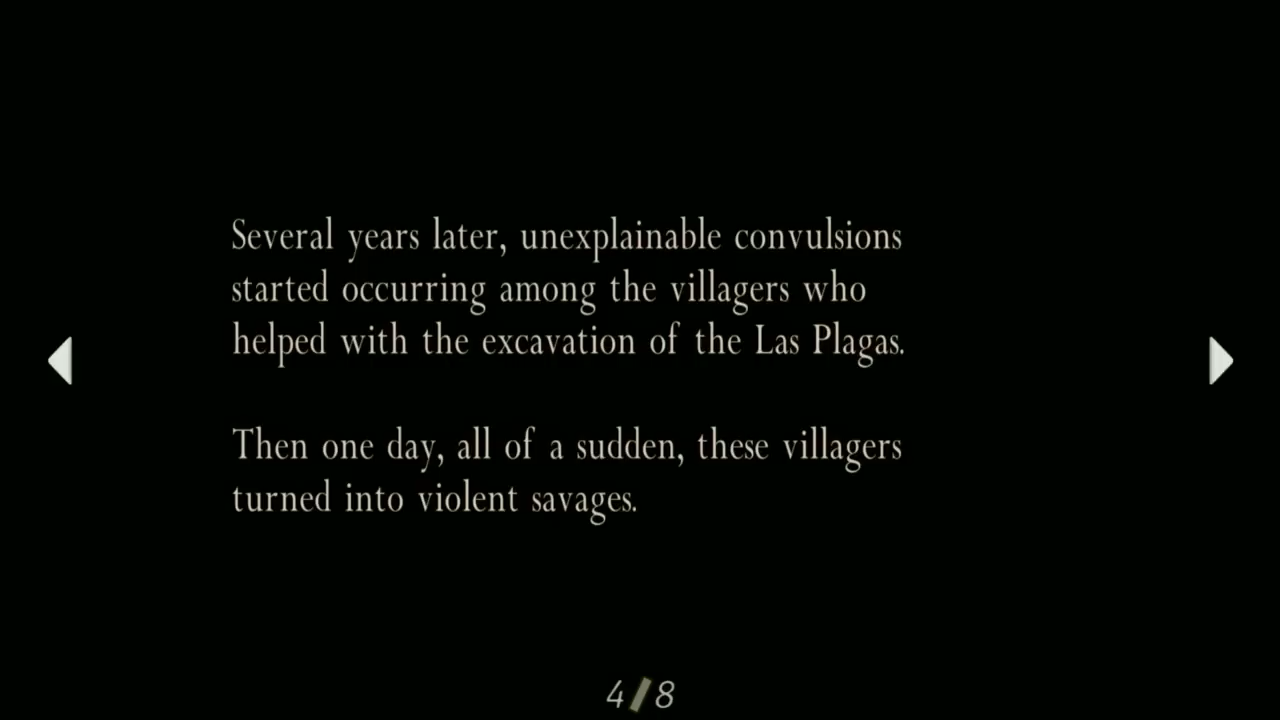 Several years later, unexplainable convulsions
started occurring among the villagers who
helped with the excavation of the Las Plagas.
Then one day, all of a sudden, these villagers
turned into violent savages.
4/8